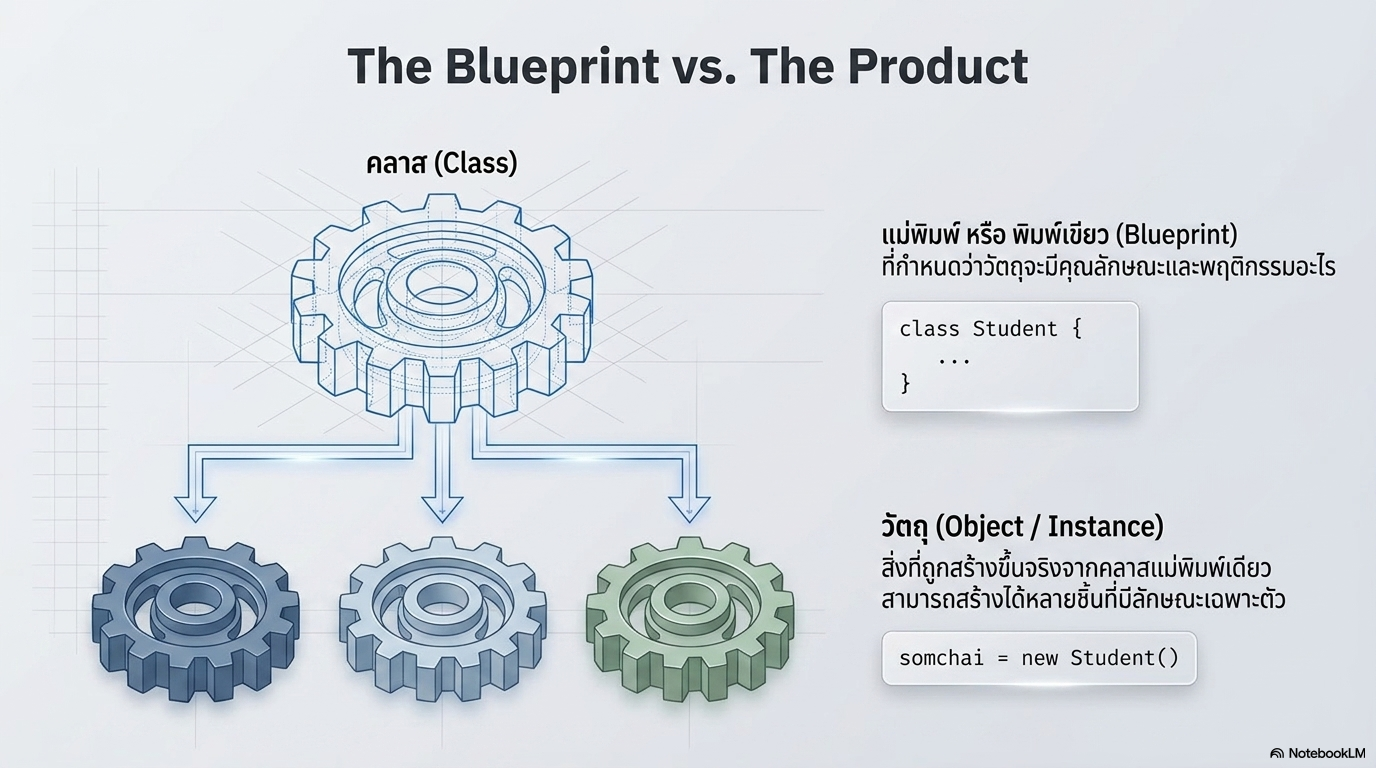 The Blueprint vs. The Product
คลาส (Class)
แม่พิมพ์ หรือ พิมพ์เขียว (Blueprint)
ที่กำหนดว่าวัตถุจะมีคุณลักษณะและพฤติกรรมอะไร
class Student {
...
}
วัตถุ (Object / Instance)
สิ่งที่ถูกสร้างขึ้นจริงจากคลาสแม่พิมพ์เดียว
สามารถสร้างได้หลายชิ้นที่มีลักษณะเฉพาะตัว
somchai = new Student()
NotebookLM